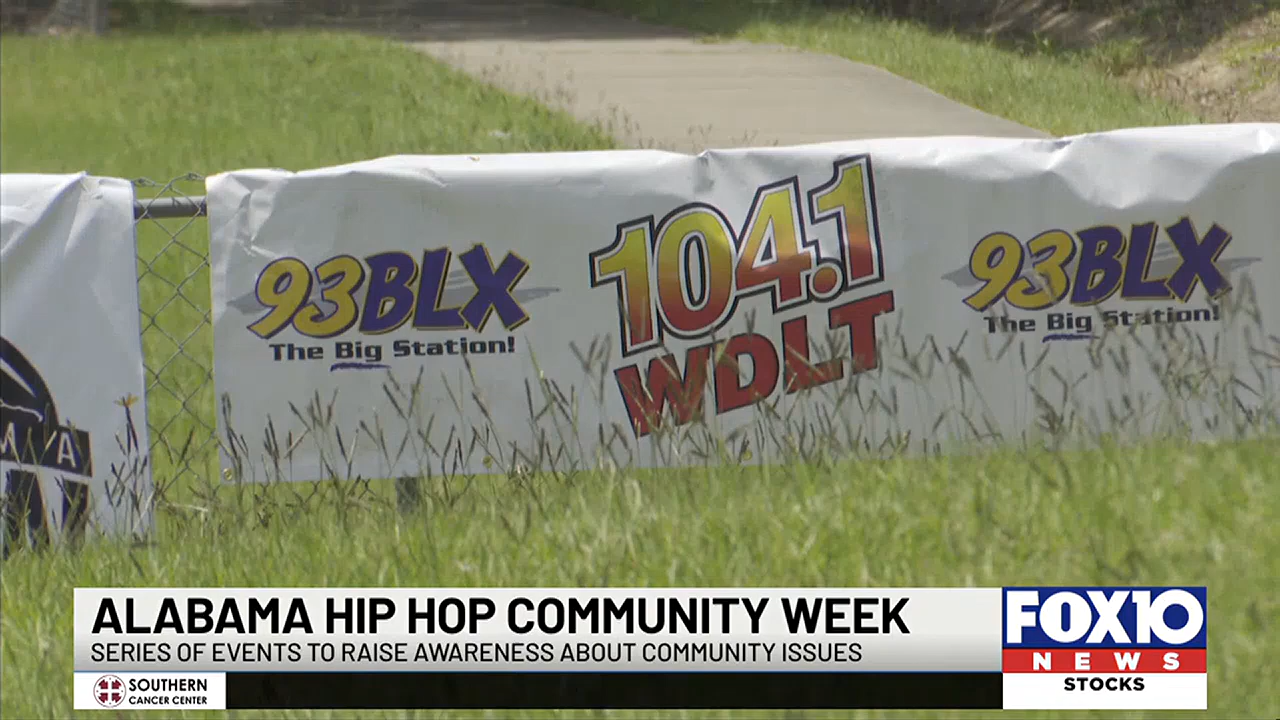 93BLX
The Big Station!
104.1
WDLT
93BLX
The Big Station!
MA
ALABAMA HIP HOP COMMUNITY WEEK
SERIES OF EVENTS TO RAISE AWARENESS ABOUT COMMUNITY ISSUES
FOX10
NEWS
STOCKS
SOUTHERN
CANCER CENTER